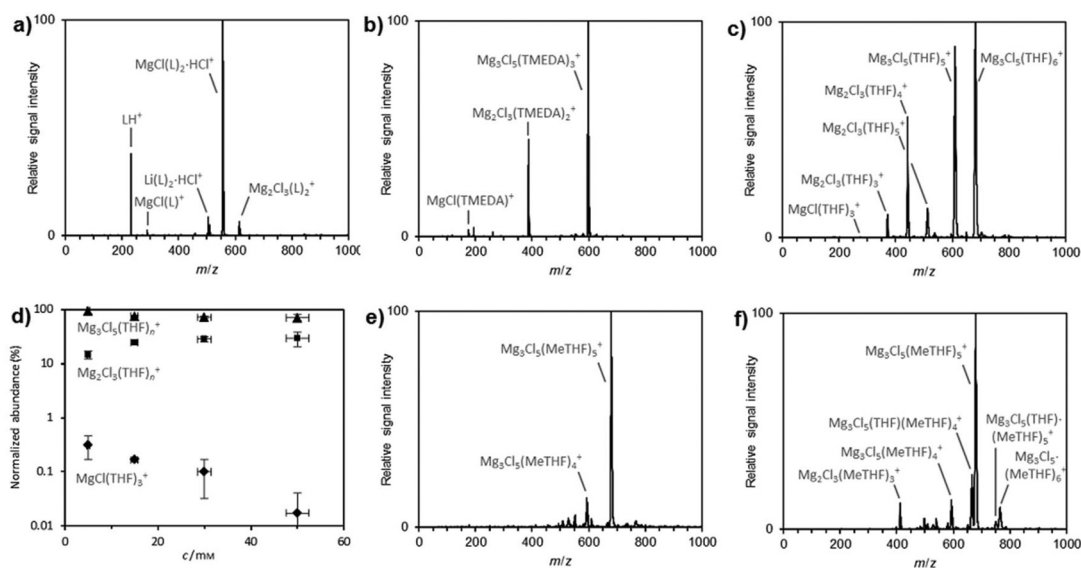 a)
100
Relative signal intensity
0
MgCl(L)₂·HCl⁺
LH⁺
Li(L)₂·HCl⁺
MgCl(L)⁺
Mg₂Cl₃(L)₂⁺
0 200 400 600 800 1000
m/z
b)
100
Relative signal intensity
0
Mg₃Cl₅(TMEDA)₃⁺
Mg₂Cl₃(TMEDA)₂⁺
MgCl(TMEDA)⁺
0 200 400 600 800 1000
m/z
c)
100
Relative signal intensity
0
Mg₃Cl₅(THF)₅⁺
Mg₃Cl₅(THF)₆⁺
Mg₂Cl₃(THF)₄⁺
Mg₂Cl₃(THF)₅⁺
Mg₂Cl₃(THF)₃⁺
MgCl(THF)₃⁺
0 200 400 600 800 1000
m/z
d)
Normalized abundance (%)
100
10
1
0.1
0.01
Mg₃Cl₅(THF)ₙ⁺
Mg₂Cl₃(THF)ₙ⁺
MgCl(THF)₃⁺
0 20 40 60
c/mM
e)
100
Relative signal intensity
0
Mg₃Cl₅(MeTHF)₅⁺
Mg₃Cl₅(MeTHF)₄⁺
0 200 400 600 800 1000
m/z
f)
100
Relative signal intensity
0
Mg₃Cl₅(MeTHF)₅⁺
Mg₃Cl₅(THF)(MeTHF)₄⁺
Mg₃Cl₅(MeTHF)₄⁺
Mg₂Cl₃(MeTHF)₃⁺
Mg₃Cl₅(THF)·
(MeTHF)₅⁺
Mg₃Cl₅·
(MeTHF)₆⁺
0 200 400 600 800 1000
m/z